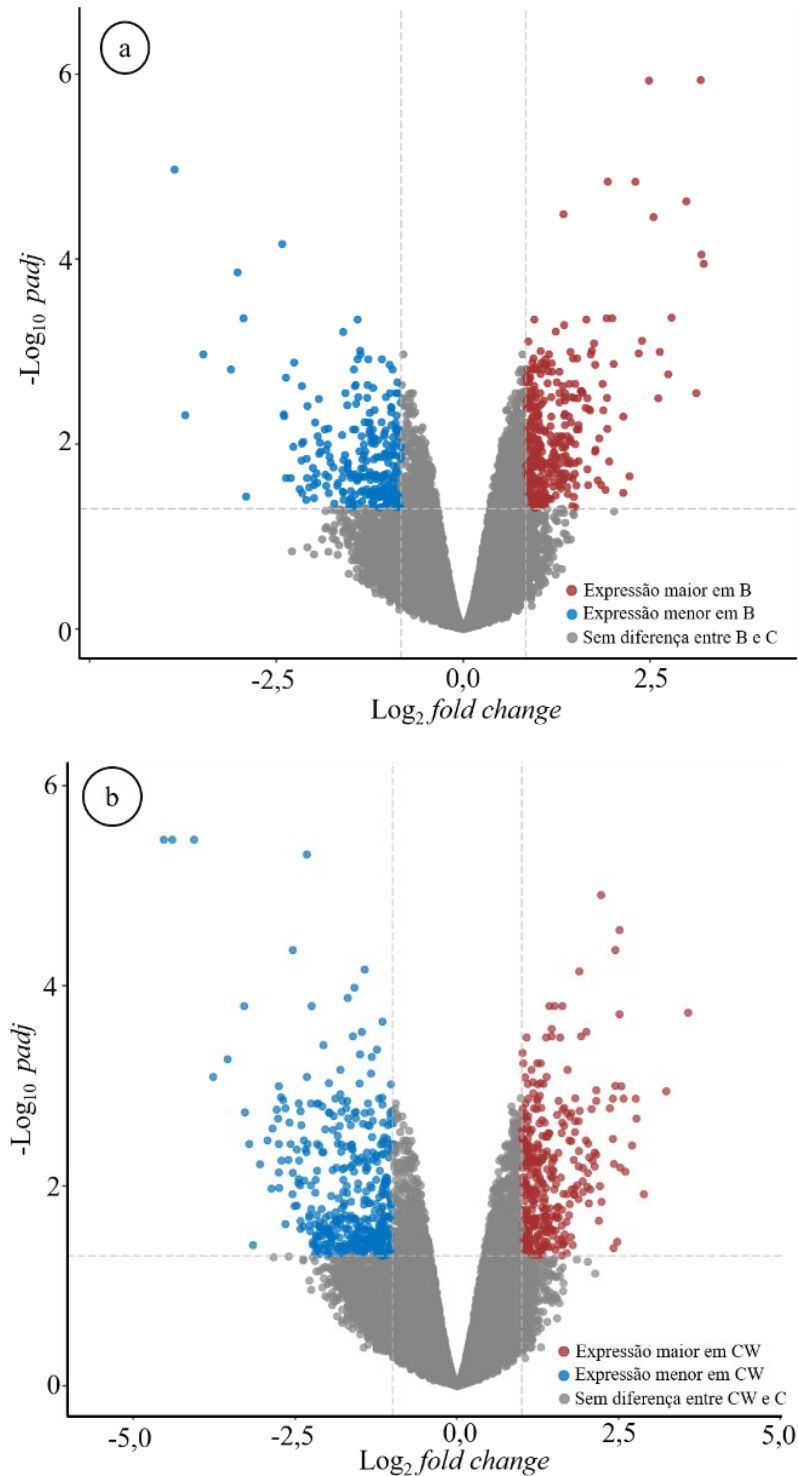 a
6
4
2
0
-Log₁₀ padj
Expressão maior em B
Expressão menor em B
Sem diferença entre B e C
-2,5
0,0
2,5
Log₂ fold change
b
6
4
2
0
-Log₁₀ padj
Expressão maior em CW
Expressão menor em CW
Sem diferença entre CW e C
-5,0
-2,5
0,0
2,5
5,0
Log₂ fold change